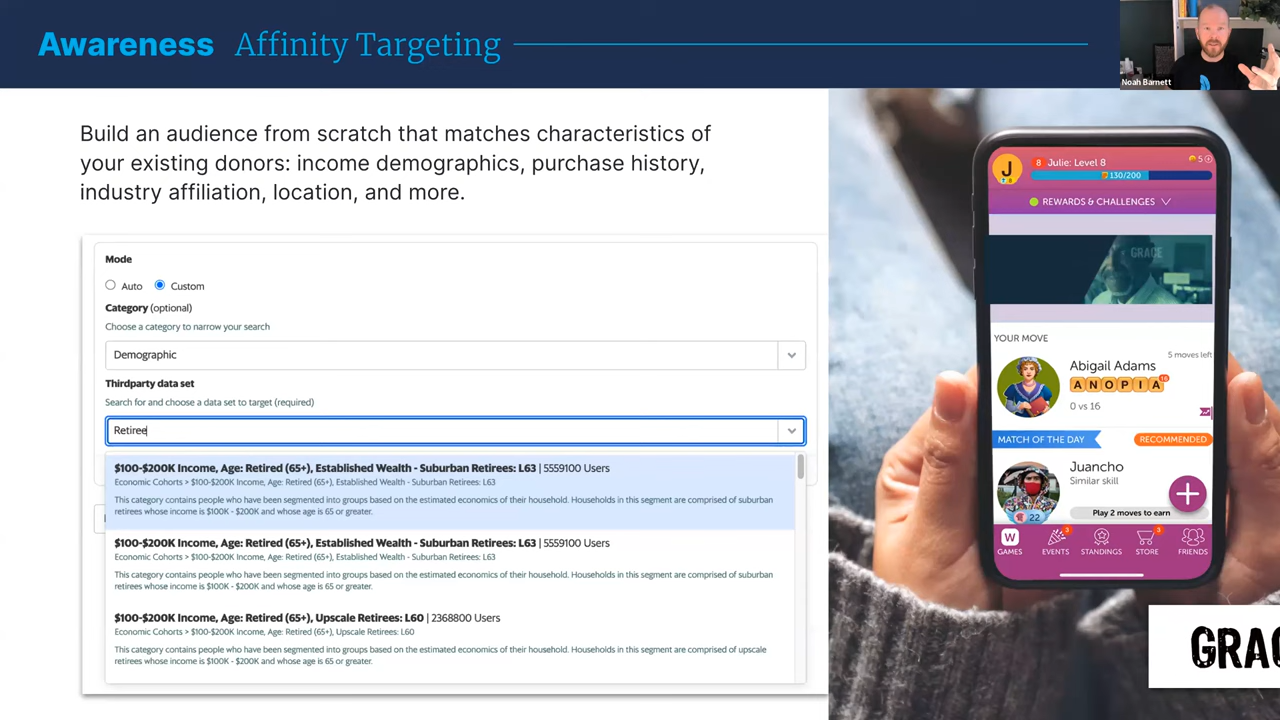 Awareness Affinity Targeting
Noah Barnett
Build an audience from scratch that matches characteristics of
your existing donors: income demographics, purchase history,
industry affiliation, location, and more.
Mode
Auto
Custom
Category (optional)
Choose a category to narrow your search
Demographic
Thirdparty data set
Search for and choose a data set to target (required)
Retiree
$100-$200K Income, Age: Retired (65+), Established Wealth - Suburban Retirees: L63 | 5559100 Users
Economic Cohorts > $100-$200K Income, Age: Retired (65+), Established Wealth - Suburban Retirees: L63
This category contains people who have been segmented into groups based on the estimated economics of their household. Households in this segment are comprised of suburban
retirees whose income is $100K - $200K and whose age is 65 or greater.
$100-$200K Income, Age: Retired (65+), Established Wealth - Suburban Retirees: L63 | 5559100 Users
Economic Cohorts > $100-$200K Income, Age: Retired (65+), Established Wealth - Suburban Retirees: L63
This category contains people who have been segmented into groups based on the estimated economics of their household. Households in this segment are comprised of suburban
retirees whose income is $100K - $200K and whose age is 65 or greater.
$100-$200K Income, Age: Retired (65+), Upscale Retirees: L60 | 2368800 Users
Economic Cohorts > $100-$200K Income, Age: Retired (65+), Upscale Retirees: L60
This category contains people who have been segmented into groups based on the estimated economics of their household. Households in this segment are comprised of upscale
retirees whose income is $100K - $200K and whose age is 65 or greater.
J
8 Julie: Level 8
5
130/200
REWARDS & CHALLENGES
GRACE
YOUR MOVE
5 moves left
Abigail Adams
ANOPIA
16
0 vs 16
MATCH OF THE DAY
RECOMMENDED
Juancho
Similar skill
22
Play 2 moves to earn
W
3
3
GAMES
EVENTS
STANDINGS
STORE
FRIENDS
GRAC